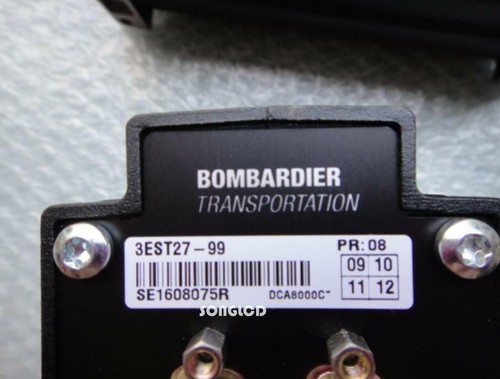 BOMBARDIER
TRANSPORTATION
3EST27-99 PR:08
09 10
11 12
SE1608075R DCA8000C"
SONGLCD